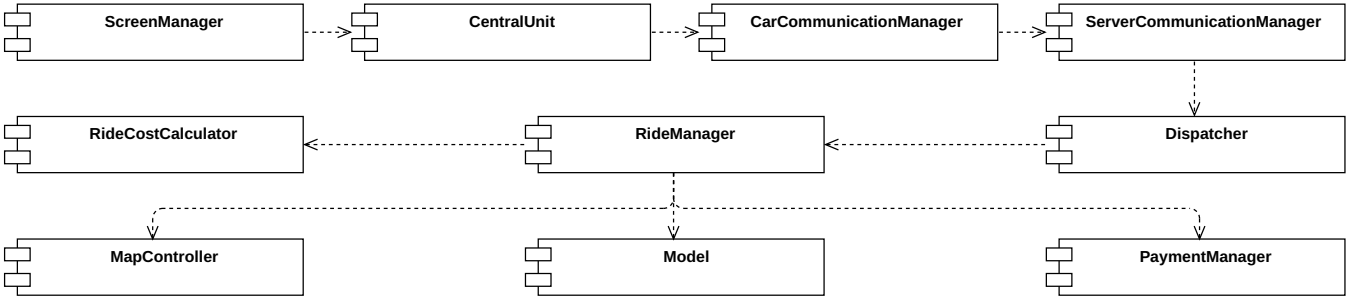 ScreenManager
CentralUnit
CarCommunicationManager
ServerCommunicationManager
RideCostCalculator
RideManager
Dispatcher
MapController
Model
PaymentManager